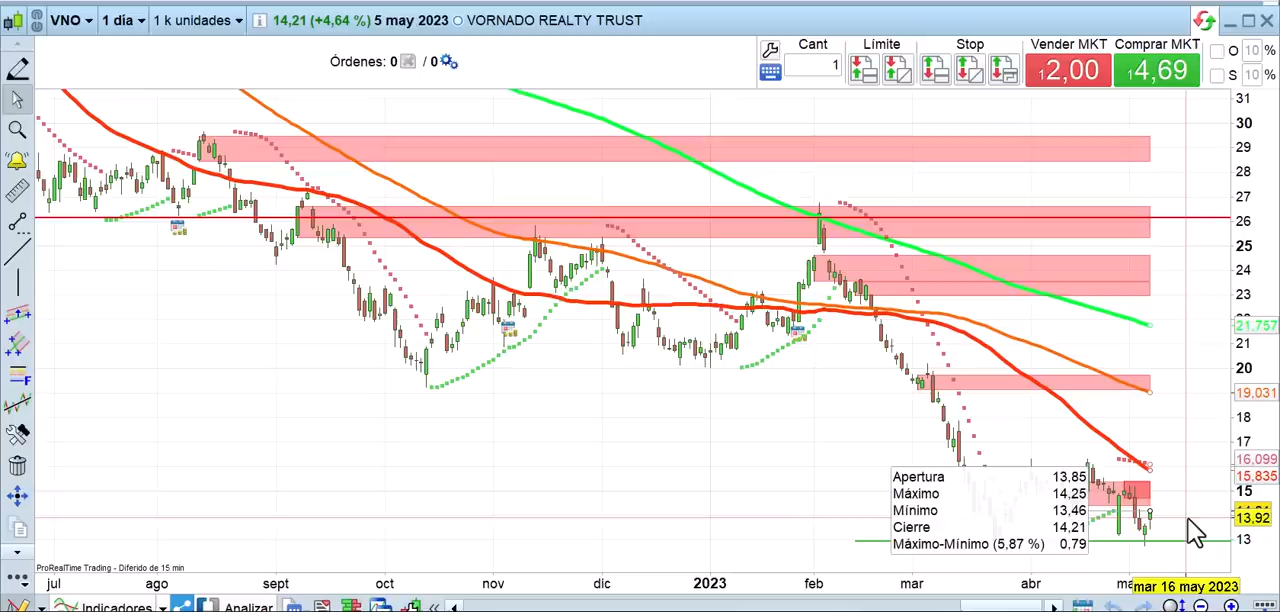 VNO 1 día 1 k unidades 14,21 (+4,64 %) 5 may 2023 VORNADO REALTY TRUST
Órdenes: 0 / 0
Cant Límite Stop Vender MKT Comprar MKT O 10 %
1 12,00 14,69 S 10 %
31
30
29
28
27
26
25
24
23
21,757
21
20
19,031
18
17
16,099
15,835
15
13,92
13
Apertura 13,85
Máximo 14,25
Mínimo 13,46
Cierre 14,21
Máximo-Mínimo (5,87 %) 0,79
ProRealTime Trading - Diferido de 15 min
jul ago sept oct nov dic 2023 feb mar abr mar 16 may 2023
Indicadores Analizar